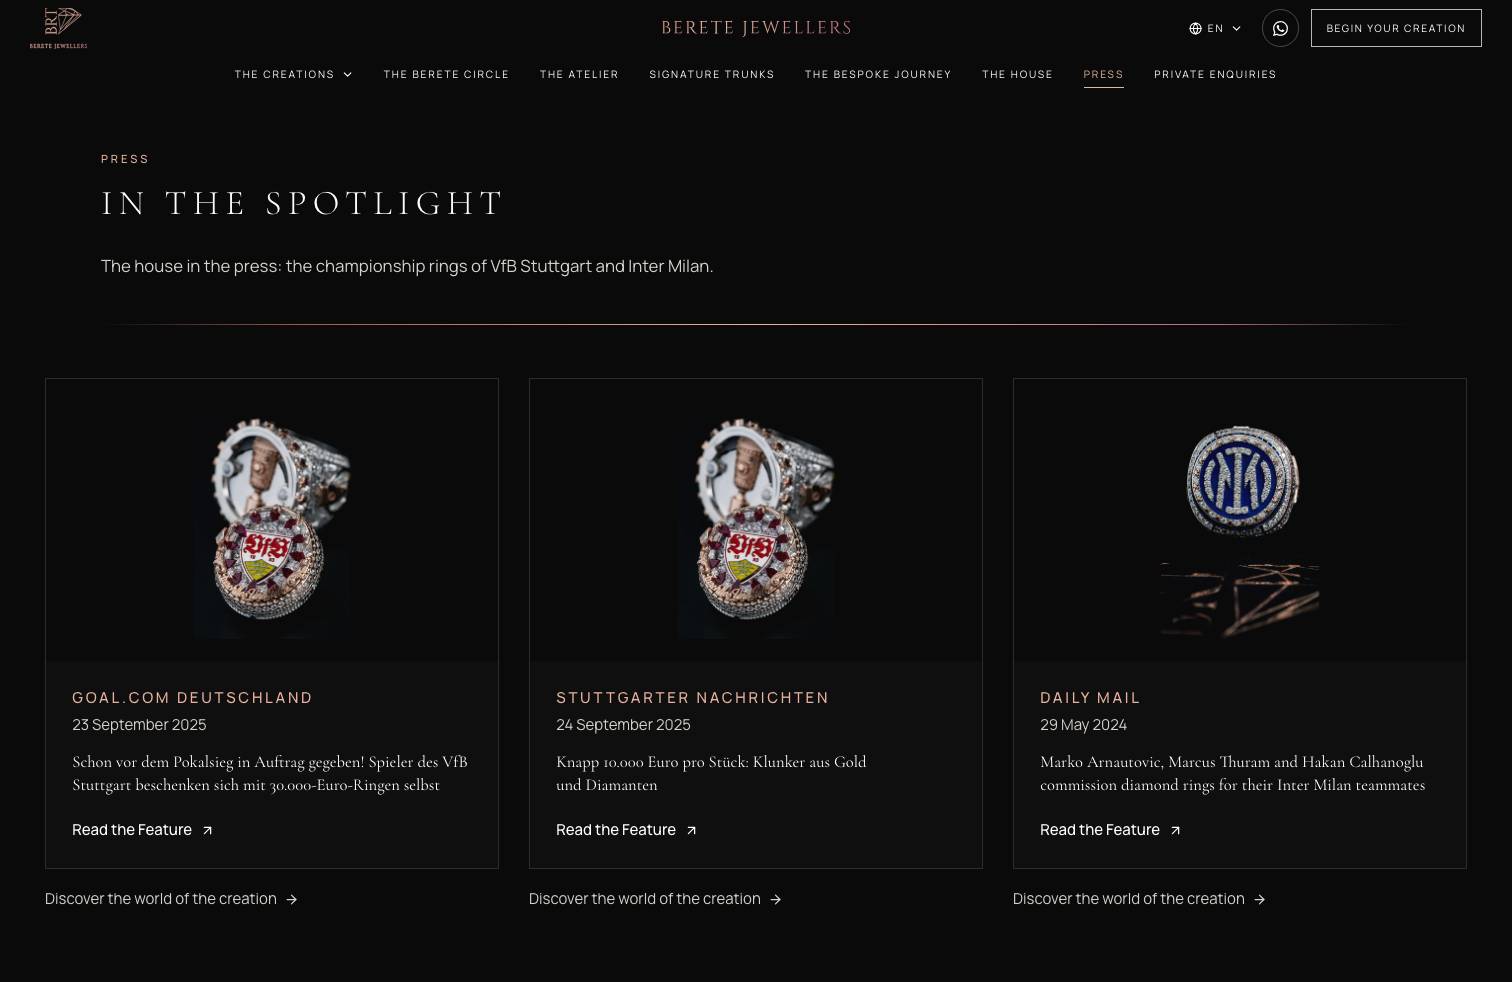 BRT
BERETE JEWELLERS
BERETE JEWELLERS
EN
BEGIN YOUR CREATION
THE CREATIONS
THE BERETE CIRCLE
THE ATELIER
SIGNATURE TRUNKS
THE BESPOKE JOURNEY
THE HOUSE
PRESS
PRIVATE ENQUIRIES
PRESS
IN THE SPOTLIGHT
The house in the press: the championship rings of VfB Stuttgart and Inter Milan.
VfB
VfB
GOAL.COM DEUTSCHLAND
23 September 2025
Schon vor dem Pokalsieg in Auftrag gegeben! Spieler des VfB
Stuttgart beschenken sich mit 30.000-Euro-Ringen selbst
Read the Feature
Discover the world of the creation
STUTTGARTER NACHRICHTEN
24 September 2025
Knapp 10.000 Euro pro Stück: Klunker aus Gold
und Diamanten
Read the Feature
Discover the world of the creation
DAILY MAIL
29 May 2024
Marko Arnautovic, Marcus Thuram and Hakan Calhanoglu
commission diamond rings for their Inter Milan teammates
Read the Feature
Discover the world of the creation